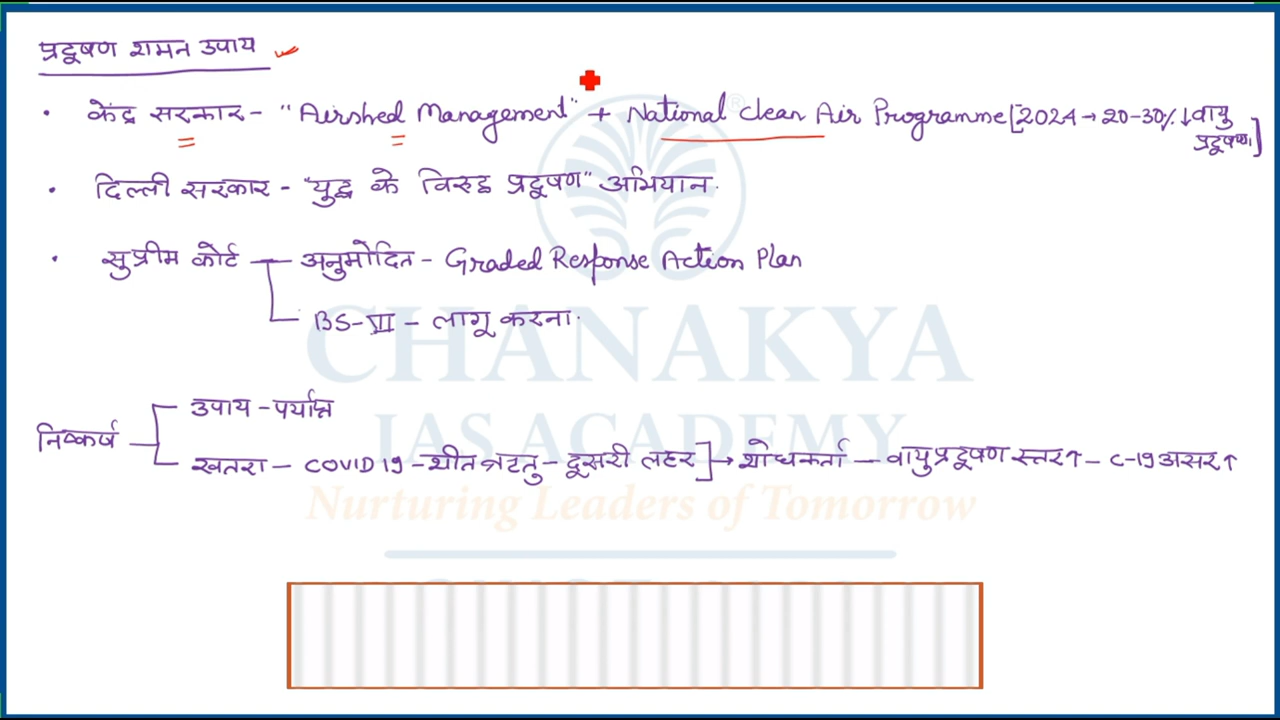 प्रदूषण शमन उपाय
• केंद्र सरकार - "Airshed Management" + National Clean Air Programme [2024 → 20-30% ↓ वायु प्रदूषण]
• दिल्ली सरकार - "युद्ध के विरुद्ध प्रदूषण" अभियान.
• सुप्रीम कोर्ट — अनुमोदित - Graded Response Action Plan
BS-VI - लागू करना.
CHANAKYA
निष्कर्ष — उपाय - पर्याप्त
IAS ACADEMY
खतरा - COVID 19 - शीत ऋतु - दूसरी लहर] → शोधकर्ता - वायु प्रदूषण स्तर ↑ - C-19 असर ↑
Nurturing Leaders of Tomorrow